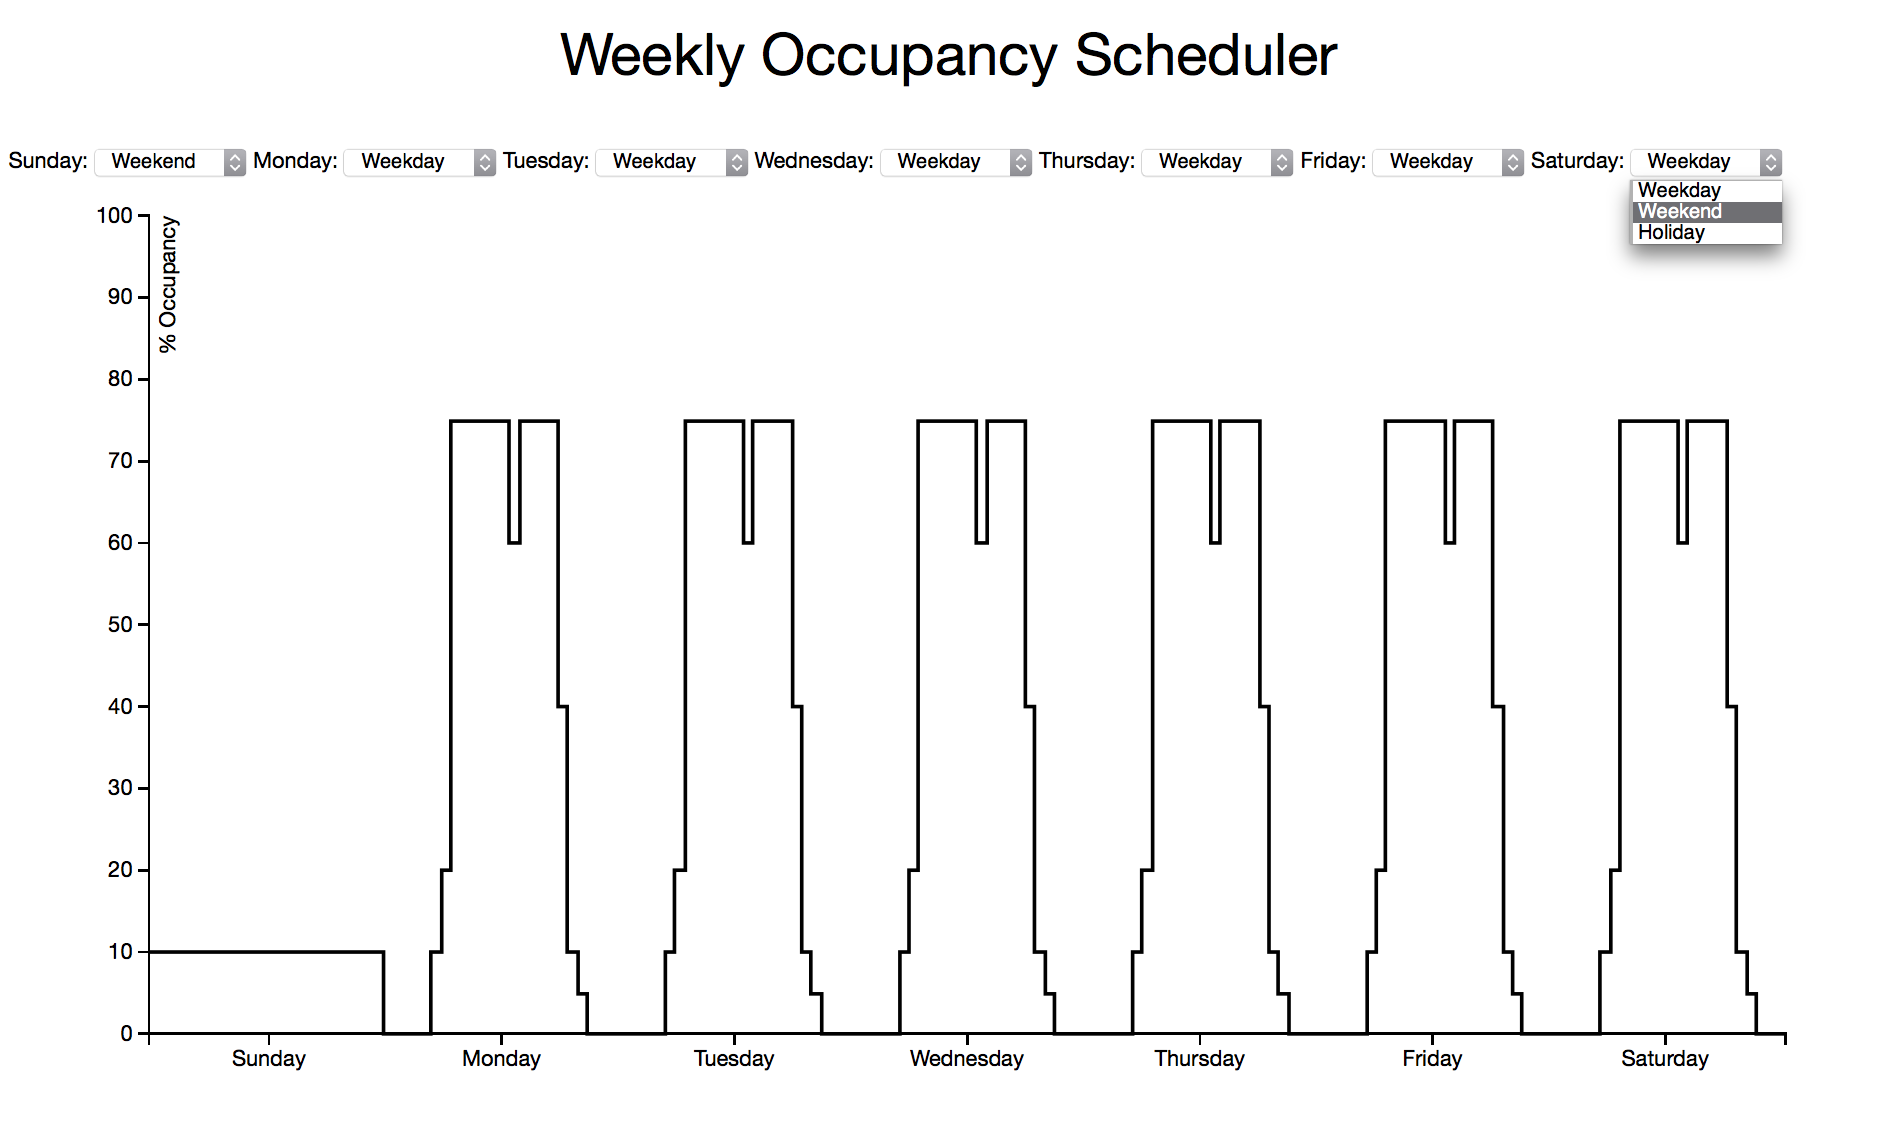 Weekly Occupancy Scheduler
Sunday: Weekend Monday: Weekday Tuesday: Weekday Wednesday: Weekday Thursday: Weekday Friday: Weekday Saturday: Weekday
Weekday
Weekend
Holiday
% Occupancy
100
90
80
70
60
50
40
30
20
10
0
Sunday Monday Tuesday Wednesday Thursday Friday Saturday